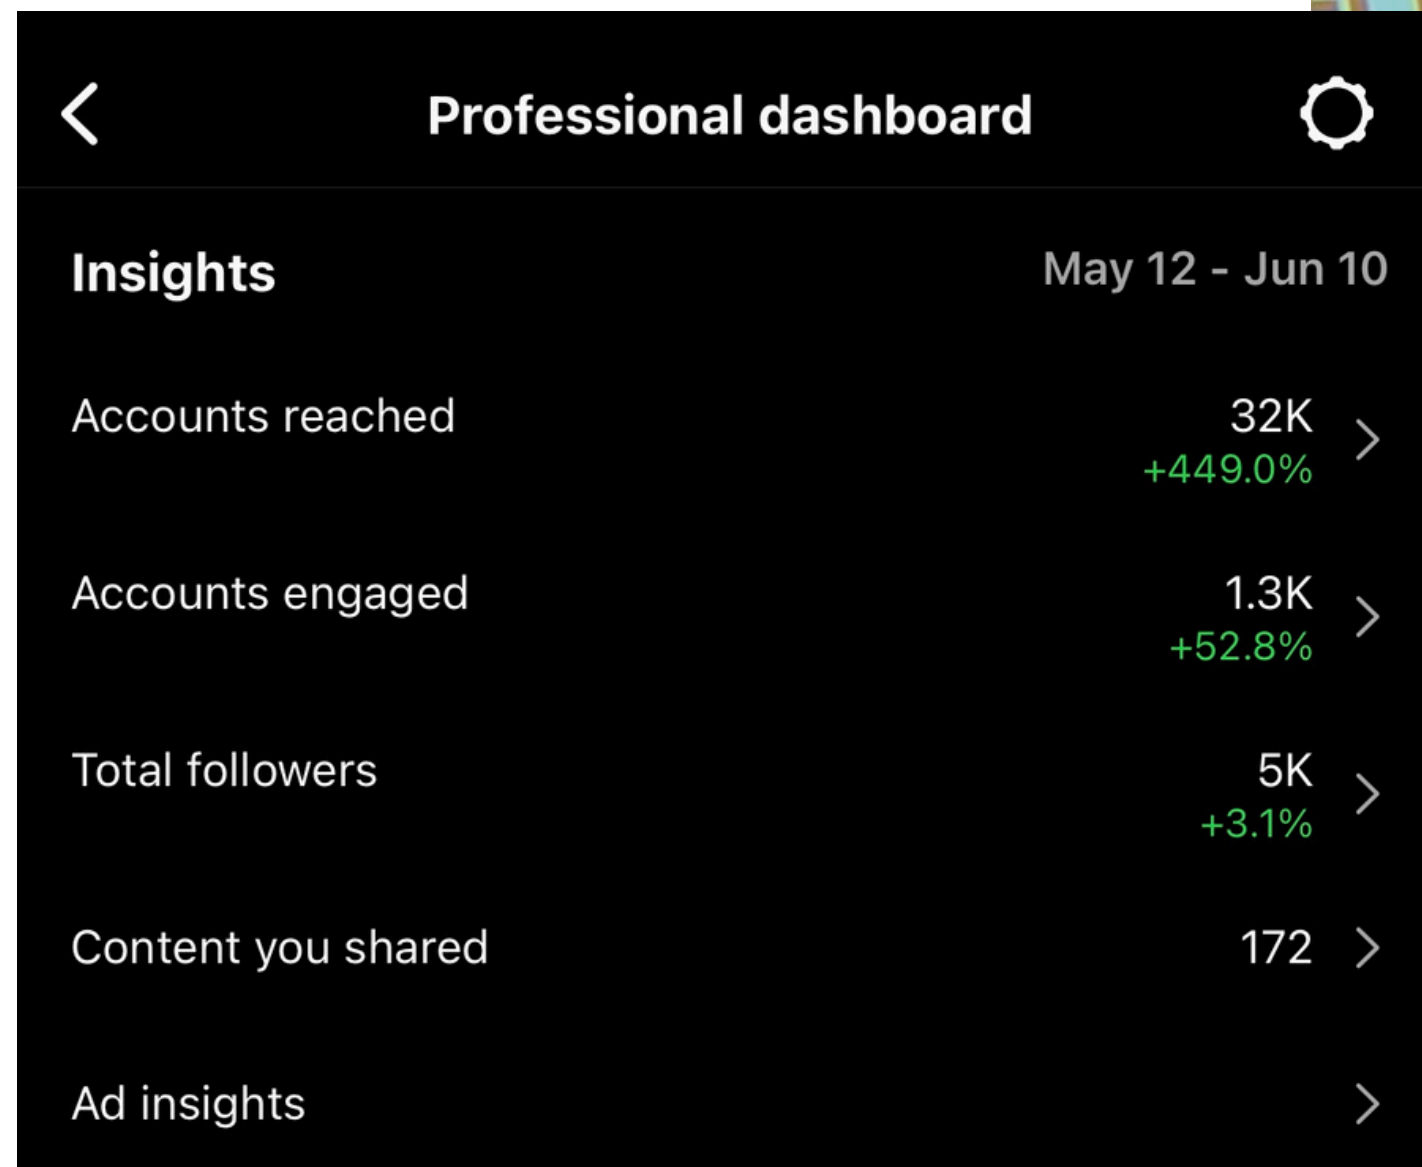 Professional dashboard
Insights
May 12 - Jun 10
Accounts reached
32K
+449.0%
Accounts engaged
1.3K
+52.8%
Total followers
5K
+3.1%
Content you shared
172
Ad insights